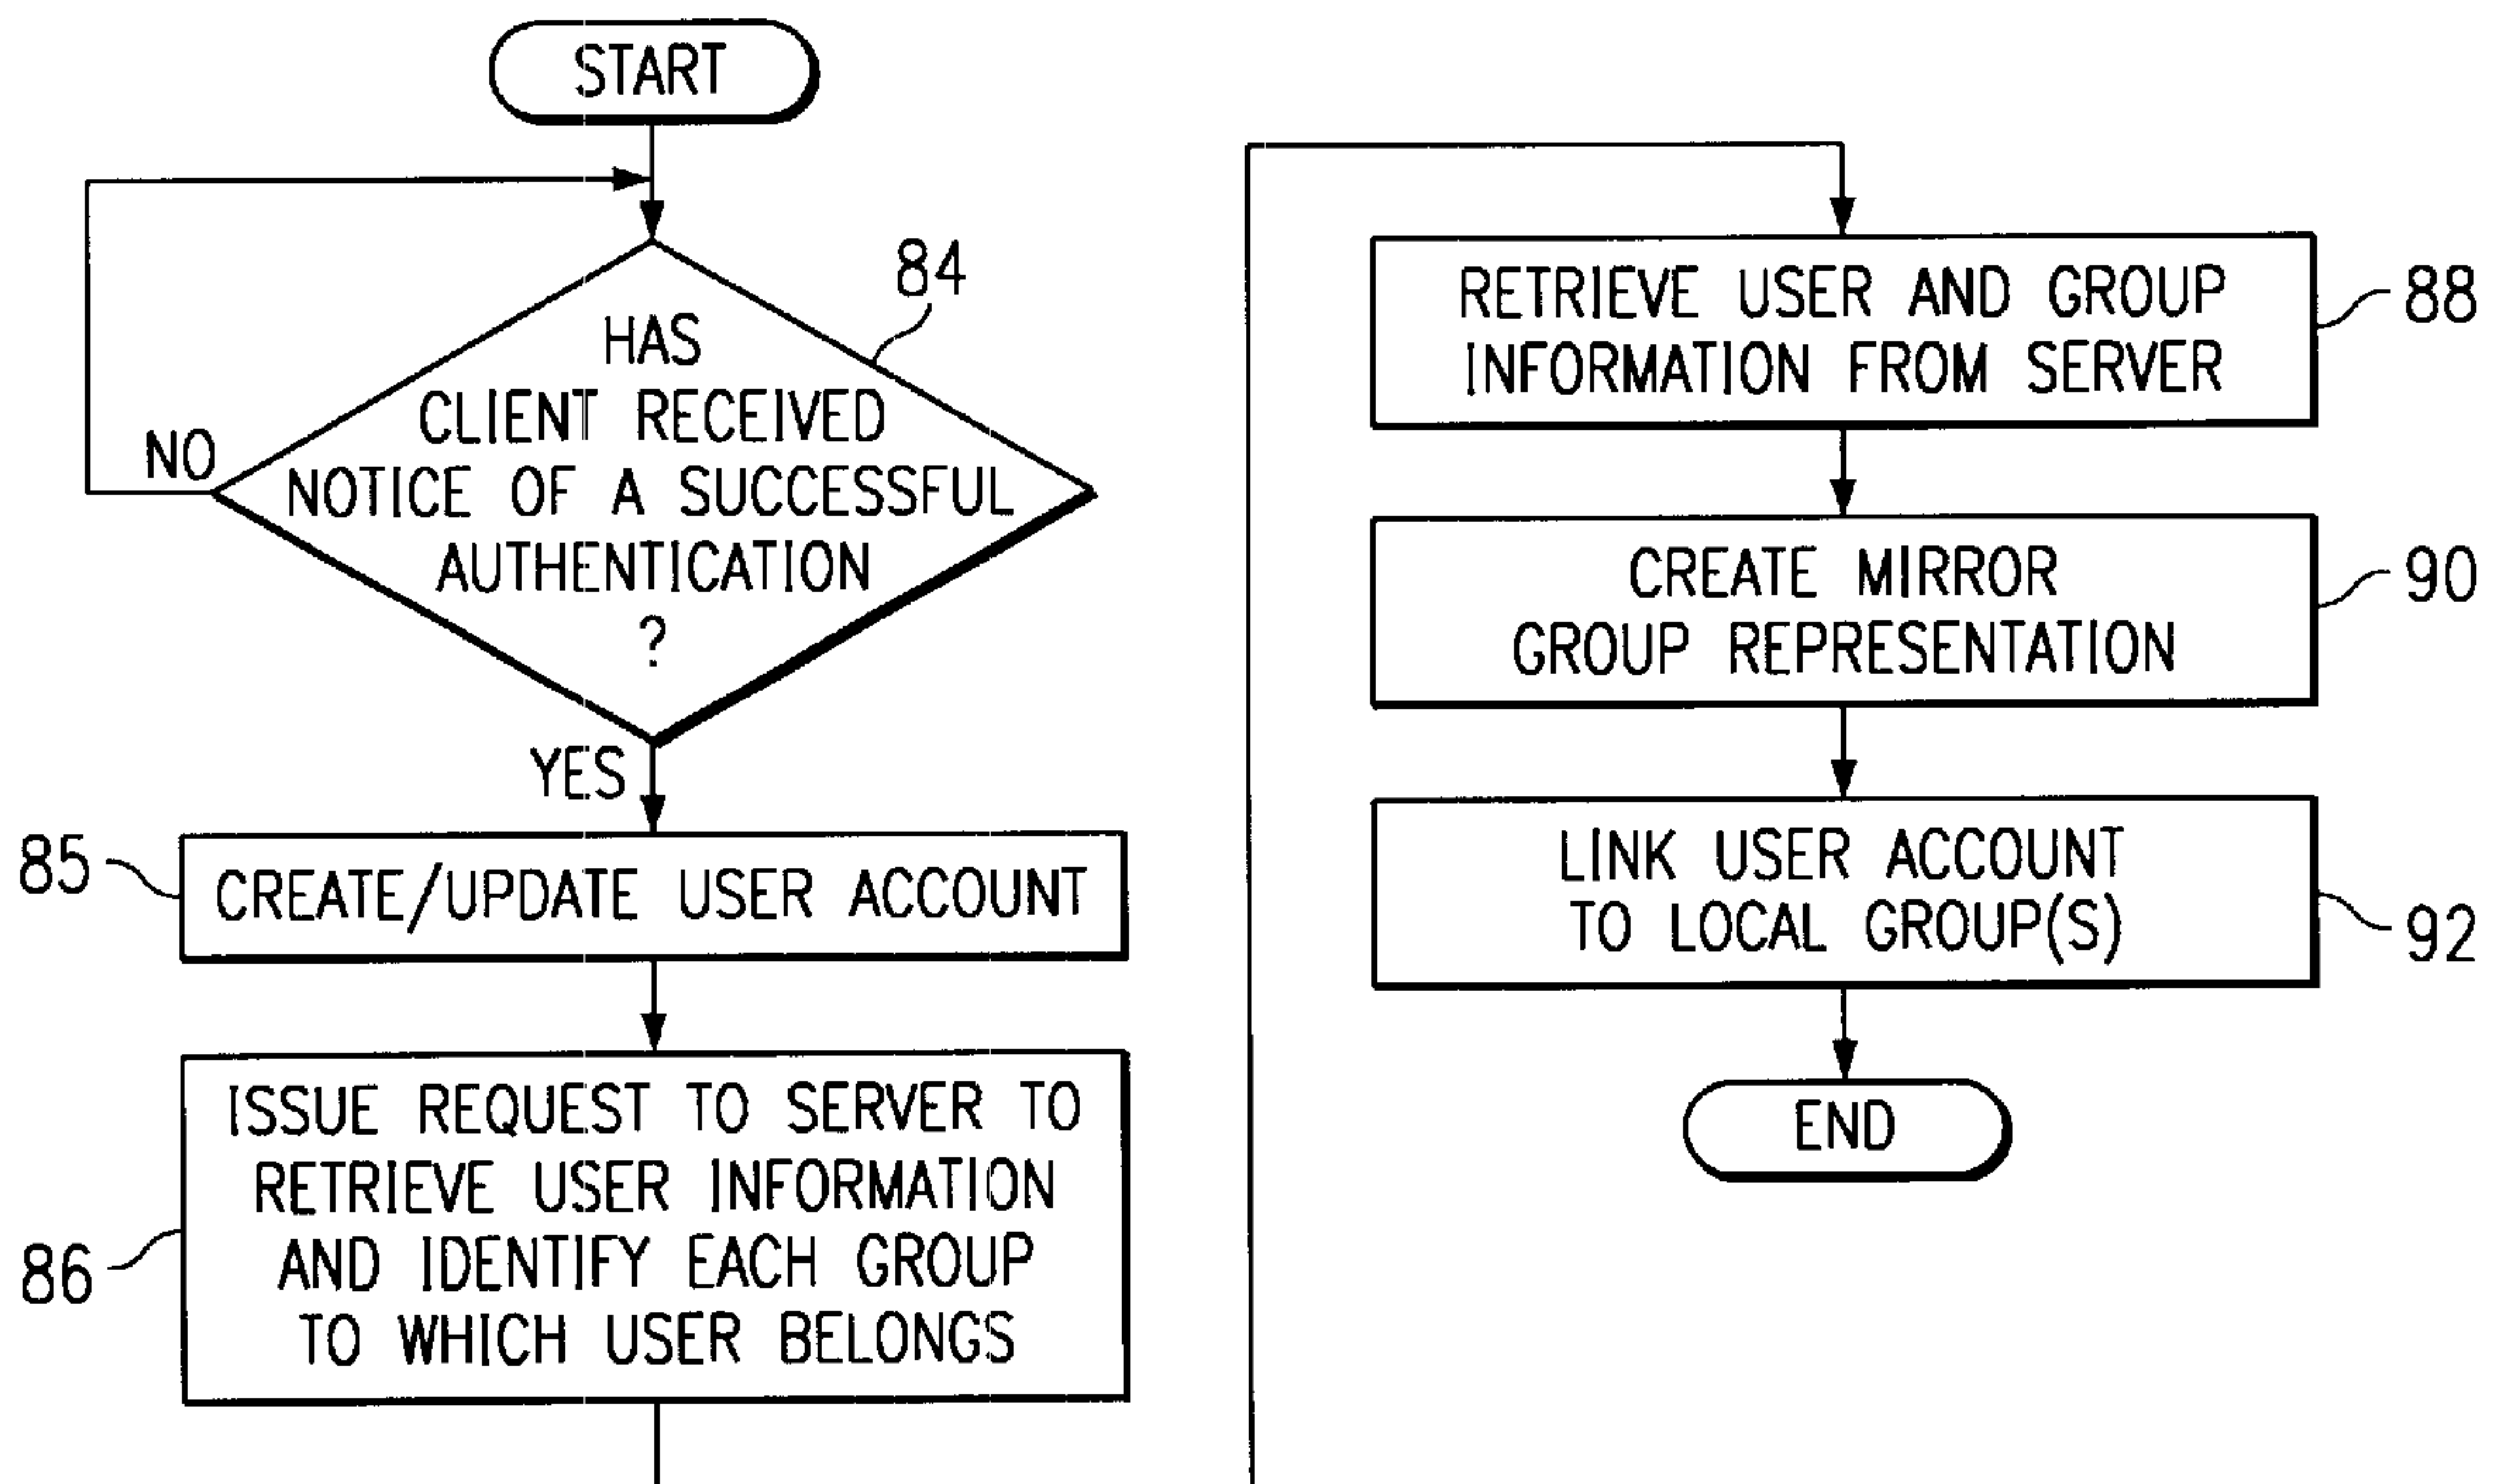 START
84
HAS
CLIENT RECEIVED
NOTICE OF A SUCCESSFUL
AUTHENTICATION
?
NO
YES
85
CREATE/UPDATE USER ACCOUNT
86
ISSUE REQUEST TO SERVER TO
RETRIEVE USER INFORMATION
AND IDENTIFY EACH GROUP
TO WHICH USER BELONGS
RETRIEVE USER AND GROUP
INFORMATION FROM SERVER
88
CREATE MIRROR
GROUP REPRESENTATION
90
LINK USER ACCOUNT
TO LOCAL GROUP(S)
92
END